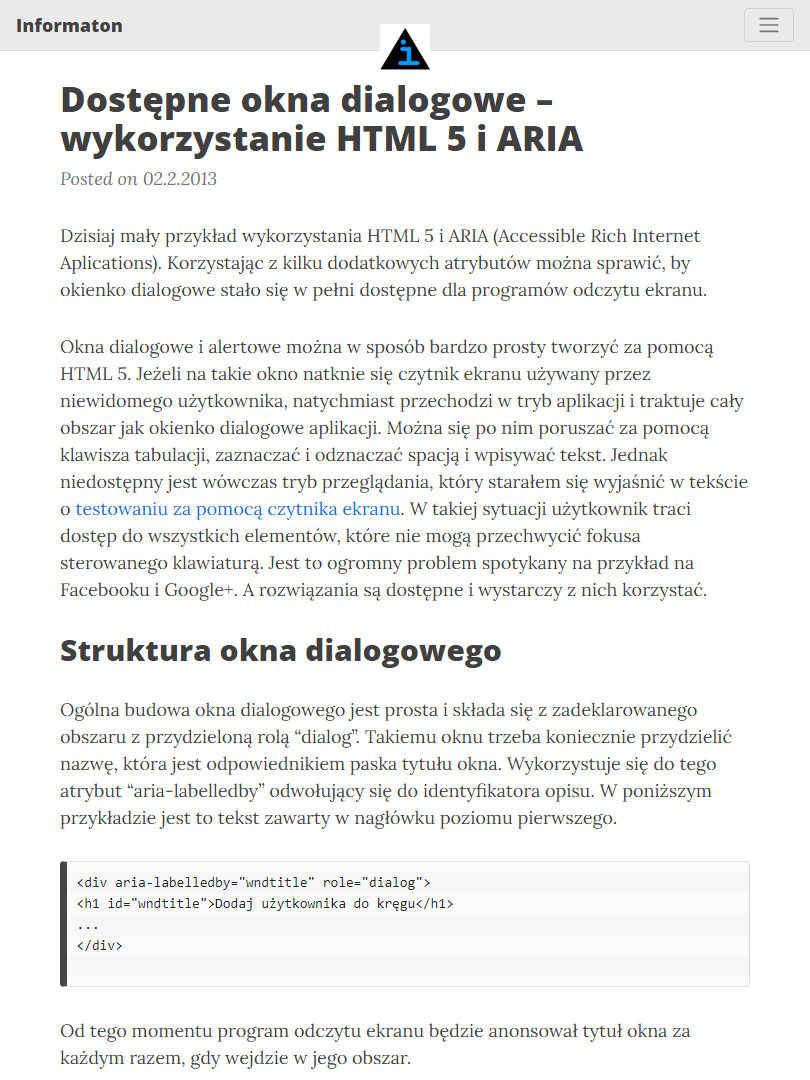 Informaton
i
Dostępne okna dialogowe –
wykorzystanie HTML 5 i ARIA
Posted on 02.2.2013
Dzisiaj mały przykład wykorzystania HTML 5 i ARIA (Accessible Rich Internet
Aplications). Korzystając z kilku dodatkowych atrybutów można sprawić, by
okienko dialogowe stało się w pełni dostępne dla programów odczytu ekranu.
Okna dialogowe i alertowe można w sposób bardzo prosty tworzyć za pomocą
HTML 5. Jeżeli na takie okno natknie się czytnik ekranu używany przez
niewidomego użytkownika, natychmiast przechodzi w tryb aplikacji i traktuje cały
obszar jak okienko dialogowe aplikacji. Można się po nim poruszać za pomocą
klawisza tabulacji, zaznaczać i odznaczać spacją i wpisywać tekst. Jednak
niedostępny jest wówczas tryb przeglądania, który starałem się wyjaśnić w tekście
o testowaniu za pomocą czytnika ekranu. W takiej sytuacji użytkownik traci
dostęp do wszystkich elementów, które nie mogą przechwycić fokusa
sterowanego klawiaturą. Jest to ogromny problem spotykany na przykład na
Facebooku i Google+. A rozwiązania są dostępne i wystarczy z nich korzystać.
Struktura okna dialogowego
Ogólna budowa okna dialogowego jest prosta i składa się z zadeklarowanego
obszaru z przydzieloną rolą “dialog”. Takiemu oknu trzeba koniecznie przydzielić
nazwę, która jest odpowiednikiem paska tytułu okna. Wykorzystuje się do tego
atrybut “aria-labelledby” odwołujący się do identyfikatora opisu. W poniższym
przykładzie jest to tekst zawarty w nagłówku poziomu pierwszego.
<div aria-labelledby="wndtitle" role="dialog">
<h1 id="wndtitle">Dodaj użytkownika do kręgu</h1>
...
</div>
Od tego momentu program odczytu ekranu będzie anonsował tytuł okna za
każdym razem, gdy wejdzie w jego obszar.